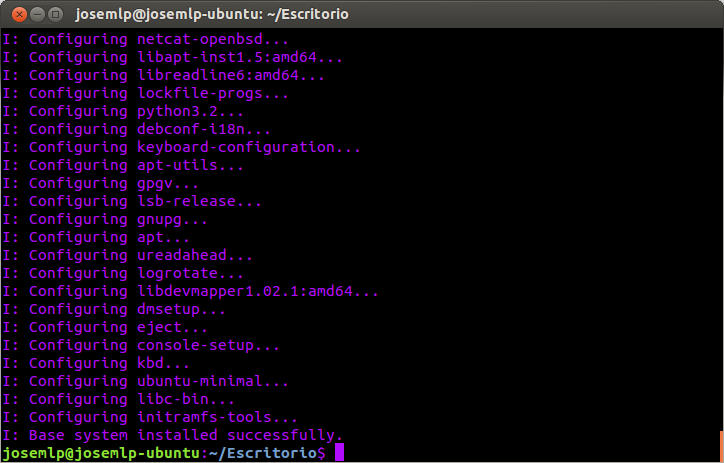 josemlp@josemlp-ubuntu: ~/Escritorio
I: Configuring netcat-openbsd...
I: Configuring libapt-inst1.5:amd64...
I: Configuring libreadline6:amd64...
I: Configuring lockfile-progs...
I: Configuring python3.2...
I: Configuring debconf-i18n...
I: Configuring keyboard-configuration...
I: Configuring apt-utils...
I: Configuring gpgv...
I: Configuring lsb-release...
I: Configuring gnupg...
I: Configuring apt...
I: Configuring ureadahead...
I: Configuring logrotate...
I: Configuring libdevmapper1.02.1:amd64...
I: Configuring dmsetup...
I: Configuring eject...
I: Configuring console-setup...
I: Configuring kbd...
I: Configuring ubuntu-minimal...
I: Configuring libc-bin...
I: Configuring initramfs-tools...
I: Base system installed successfully.
josemlp@josemlp-ubuntu:~/Escritorio$